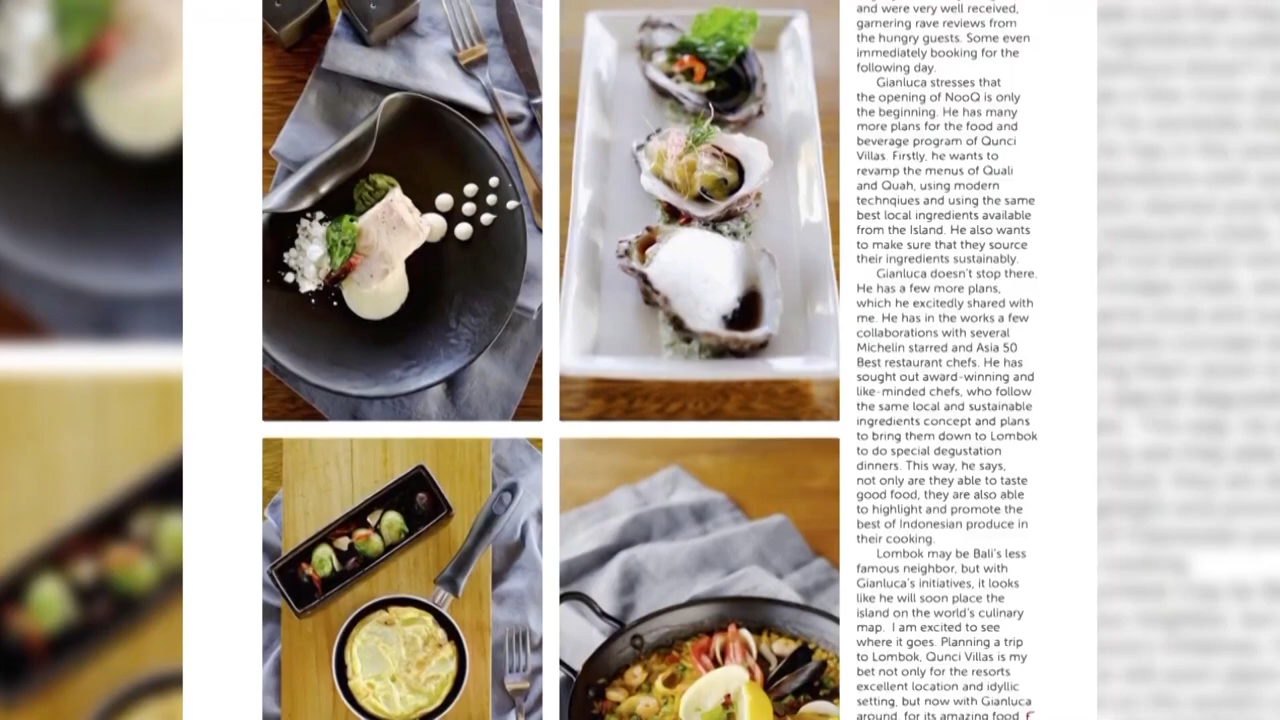 and were very well received,
garnering rave reviews from
the hungry guests. Some even
immediately booking for the
following day.
Gianluca stresses that
the opening of NooQ is only
the beginning. He has many
more plans for the food and
beverage program of Qunci
Villas. Firstly, he wants to
revamp the menus of Quali
and Quah, using modern
technqiues and using the same
best local ingredients available
from the Island. He also wants
to make sure that they source
their ingredients sustainably.
Gianluca doesn't stop there.
He has a few more plans,
which he excitedly shared with
me. He has in the works a few
collaborations with several
Michelin starred and Asia 50
Best restaurant chefs. He has
sought out award-winning and
like-minded chefs, who follow
the same local and sustainable
ingredients concept and plans
to bring them down to Lombok
to do special degustation
dinners. This way, he says,
not only are they able to taste
good food, they are also able
to highlight and promote the
best of Indonesian produce in
their cooking.
Lombok may be Bali's less
famous neighbor, but with
Gianluca's initiatives, it looks
like he will soon place the
island on the world's culinary
map. I am excited to see
where it goes. Planning a trip
to Lombok, Qunci Villas is my
bet not only for the resorts
excellent location and idyllic
setting, but now with Gianluca
around, for its amazing food.